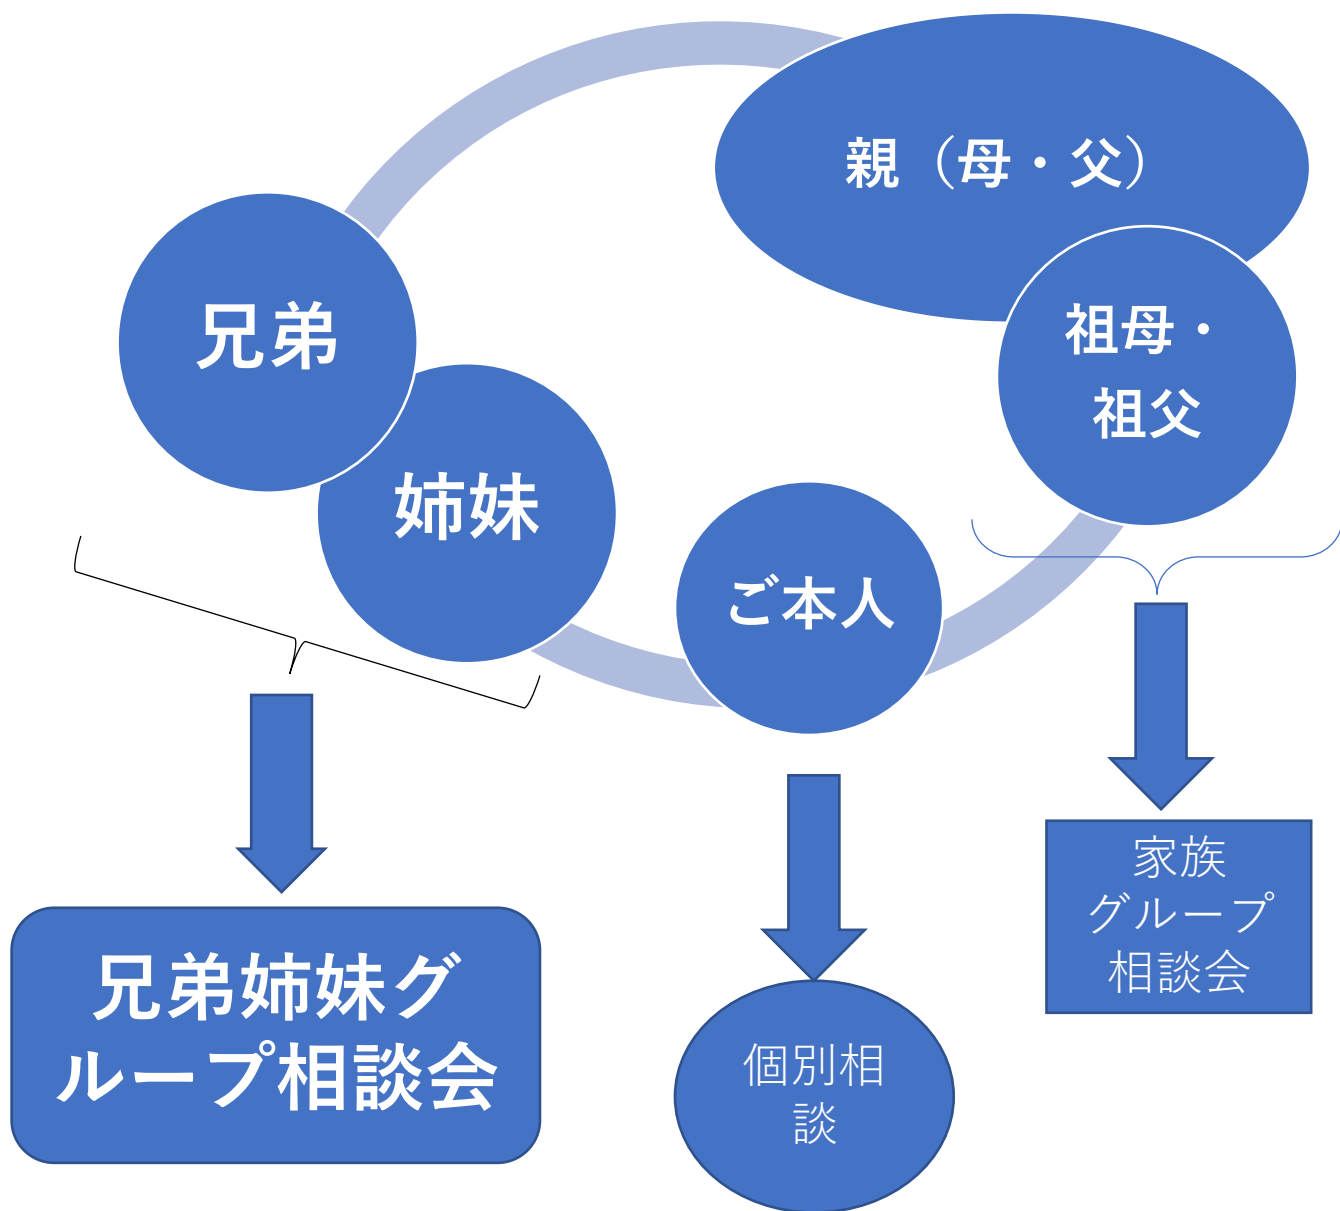 親（母・父）
兄弟
祖母・
祖父
姉妹
ご本人
家族
グループ
相談会
兄弟姉妹グ
ループ相談会
個別相
談